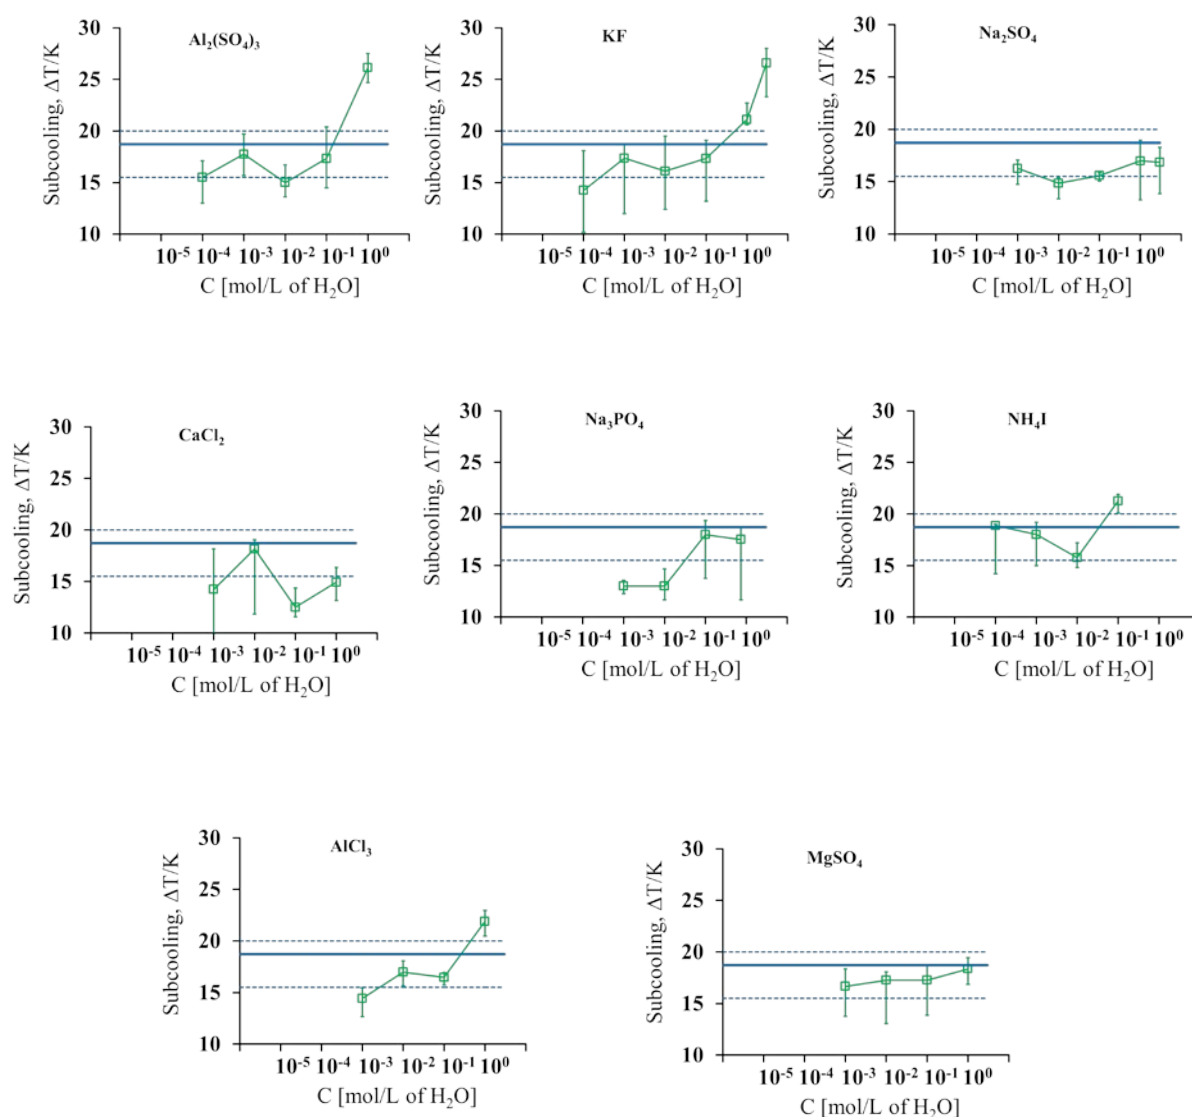 Al₂(SO₄)₃
Subcooling, ΔT/K
30
25
20
15
10
10⁻⁵ 10⁻⁴ 10⁻³ 10⁻² 10⁻¹ 10⁰
C [mol/L of H₂O]
KF
Subcooling, ΔT/K
30
25
20
15
10
10⁻⁵ 10⁻⁴ 10⁻³ 10⁻² 10⁻¹ 10⁰
C [mol/L of H₂O]
Na₂SO₄
Subcooling, ΔT/K
30
25
20
15
10
10⁻⁵ 10⁻⁴ 10⁻³ 10⁻² 10⁻¹ 10⁰
C [mol/L of H₂O]
CaCl₂
Subcooling, ΔT/K
30
25
20
15
10
10⁻⁵ 10⁻⁴ 10⁻³ 10⁻² 10⁻¹ 10⁰
C [mol/L of H₂O]
Na₃PO₄
Subcooling, ΔT/K
30
25
20
15
10
10⁻⁵ 10⁻⁴ 10⁻³ 10⁻² 10⁻¹ 10⁰
C [mol/L of H₂O]
NH₄I
Subcooling, ΔT/K
30
25
20
15
10
10⁻⁵ 10⁻⁴ 10⁻³ 10⁻² 10⁻¹ 10⁰
C [mol/L of H₂O]
AlCl₃
Subcooling, ΔT/K
30
25
20
15
10
10⁻⁵ 10⁻⁴ 10⁻³ 10⁻² 10⁻¹ 10⁰
C [mol/L of H₂O]
MgSO₄
Subcooling, ΔT/K
30
25
20
15
10
10⁻⁵ 10⁻⁴ 10⁻³ 10⁻² 10⁻¹ 10⁰
C [mol/L of H₂O]